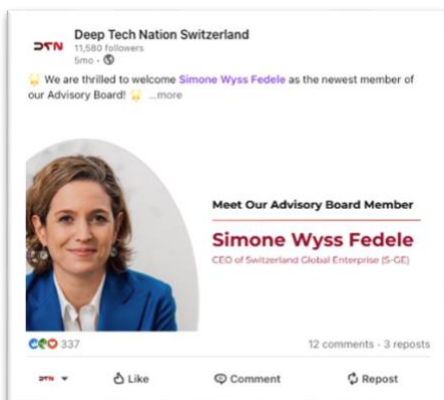 DTN
Deep Tech Nation Switzerland
11,580 followers
5mo •
We are thrilled to welcome Simone Wyss Fedele as the newest member of
our Advisory Board! ...more
Meet Our Advisory Board Member
Simone Wyss Fedele
CEO of Switzerland Global Enterprise (S-GE)
337
12 comments · 3 reposts
DTN
Like
Comment
Repost